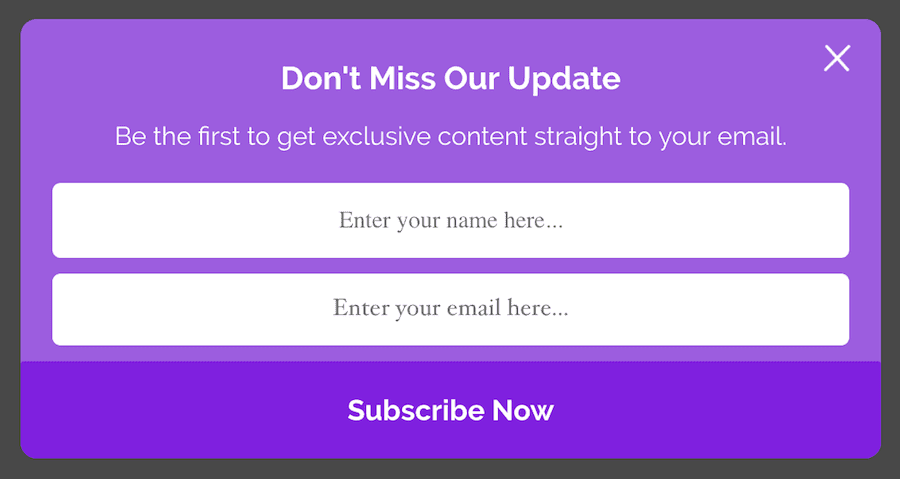 Don't Miss Our Update
Be the first to get exclusive content straight to your email.
Enter your name here...
Enter your email here...
Subscribe Now